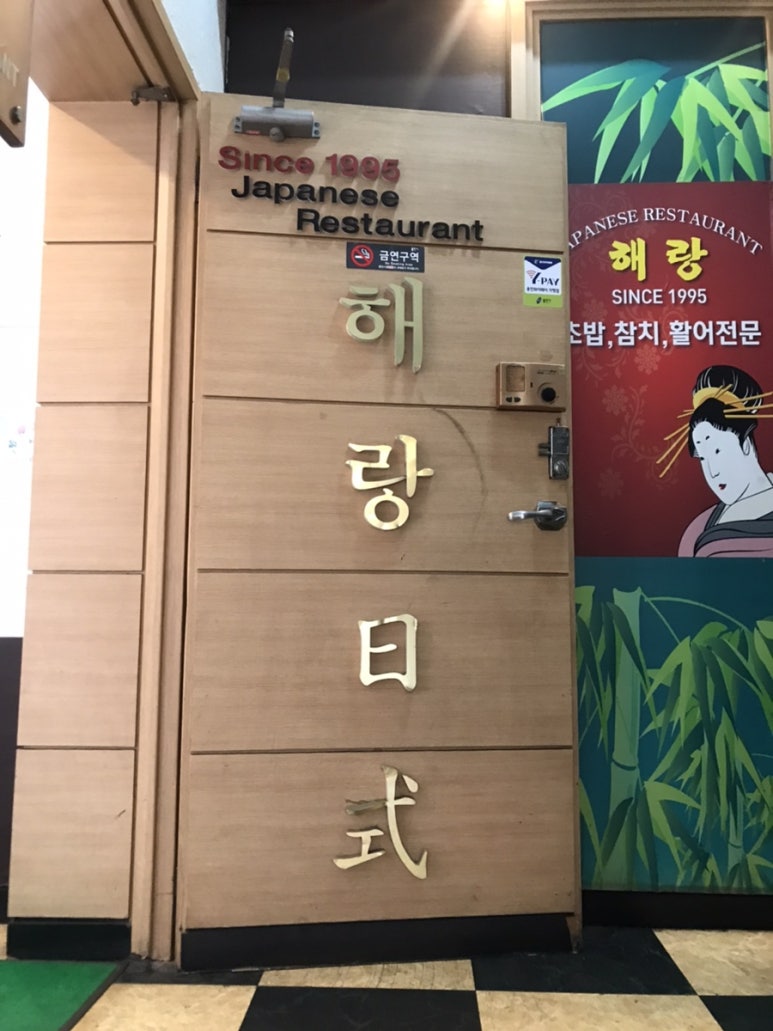 Since 1995
Japanese
Restaurant
금연구역
해
랑
日
式
Y-PAY
JAPANESE RESTAURANT
해랑
SINCE 1995
초밥,참치,활어전문